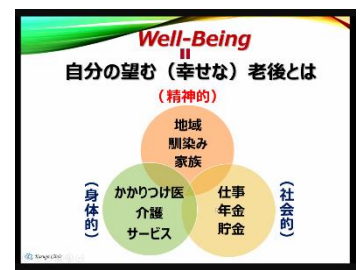 Well-Being
=
自分の望む（幸せな）老後とは
（精神的）
地域
馴染み
家族
（身体的）
かかりつけ医
介護
サービス
仕事
年金
貯金
（社会的）